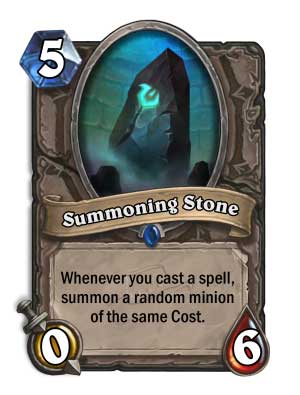 5
Summoning Stone
Whenever you cast a spell,
summon a random minion
of the same Cost.
0
6